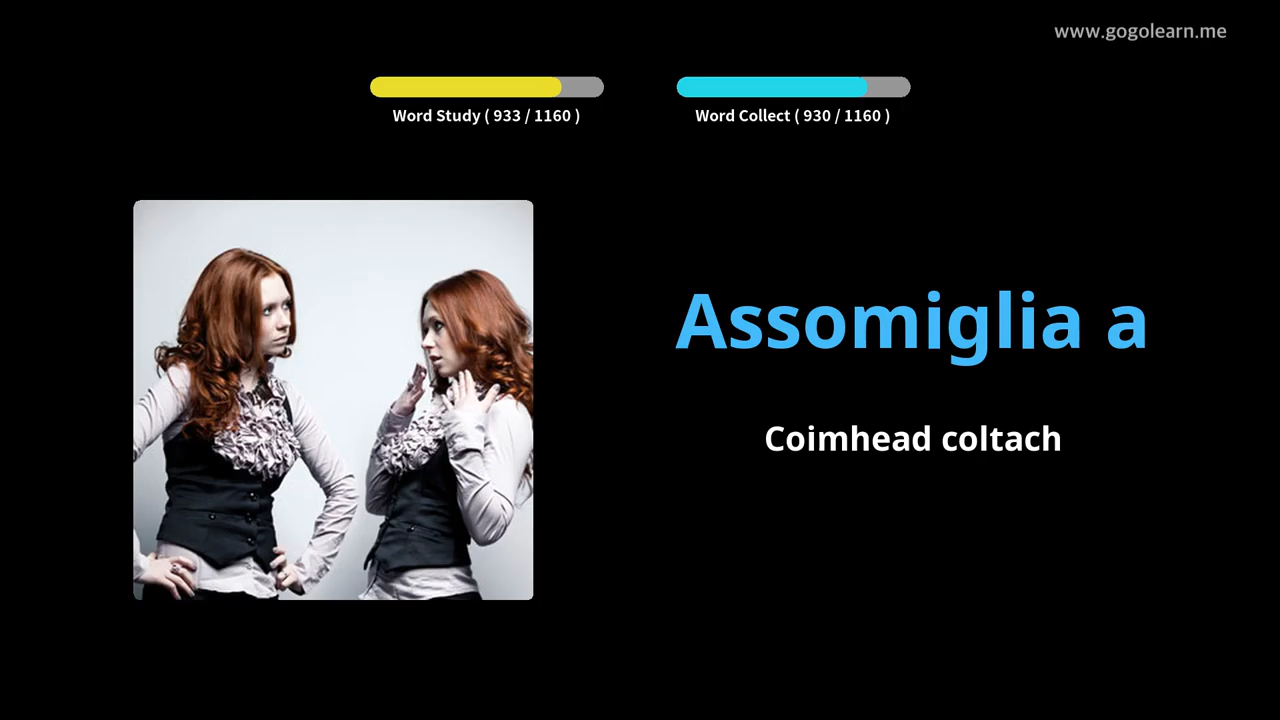 www.gogolearn.me
Word Study ( 933 / 1160 )
Word Collect ( 930 / 1160 )
Assomiglia a
Coimhead coltach